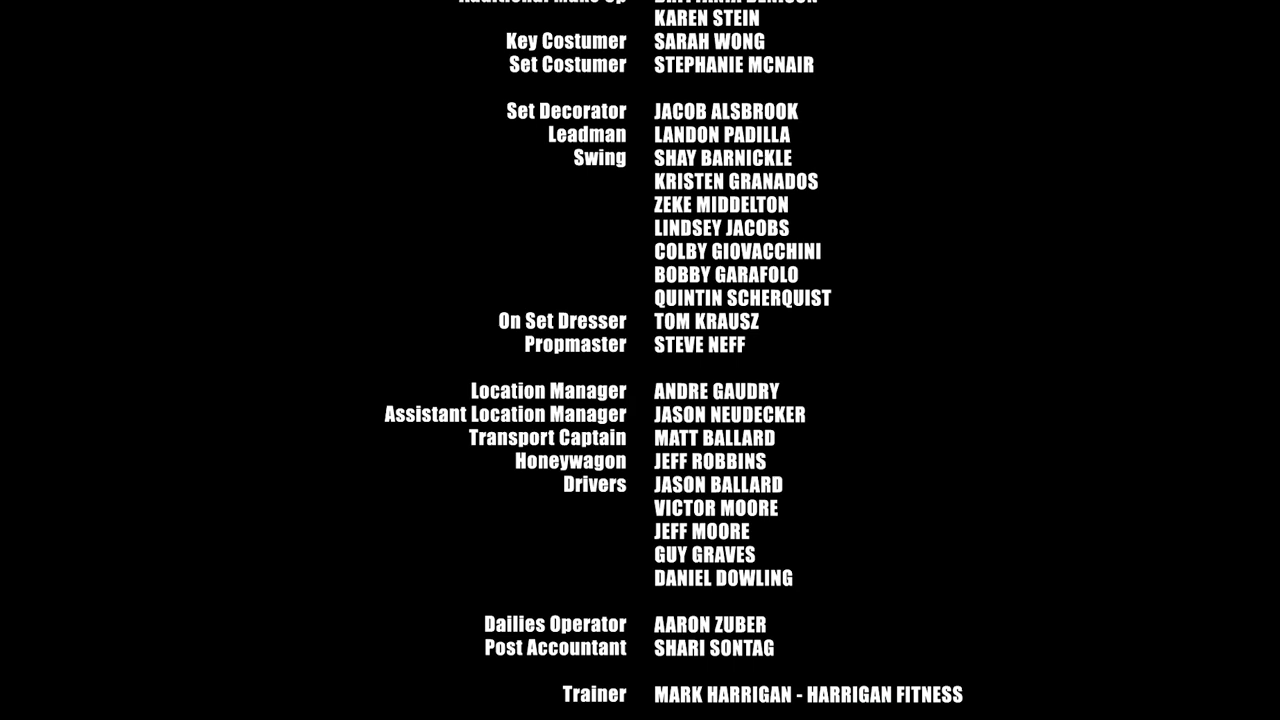 KAREN STEIN
Key Costumer SARAH WONG
Set Costumer STEPHANIE MCNAIR
Set Decorator JACOB ALSBROOK
Leadman LANDON PADILLA
Swing SHAY BARNICKLE
KRISTEN GRANADOS
ZEKE MIDDELTON
LINDSEY JACOBS
COLBY GIOVACCHINI
BOBBY GARAFOLO
QUINTIN SCHERQUIST
On Set Dresser TOM KRAUSZ
Propmaster STEVE NEFF
Location Manager ANDRE GAUDRY
Assistant Location Manager JASON NEUDECKER
Transport Captain MATT BALLARD
Honeywagon JEFF ROBBINS
Drivers JASON BALLARD
VICTOR MOORE
JEFF MOORE
GUY GRAVES
DANIEL DOWLING
Dailies Operator AARON ZUBER
Post Accountant SHARI SONTAG
Trainer MARK HARRIGAN - HARRIGAN FITNESS